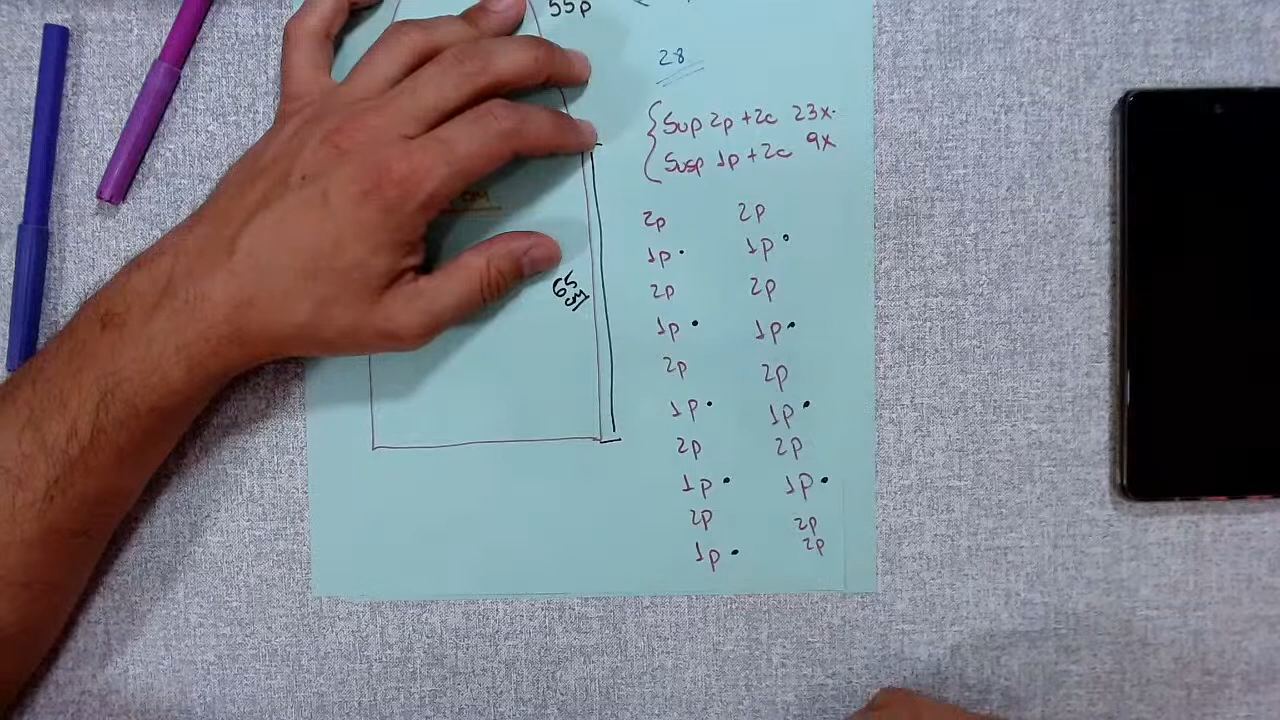 55p
28
Sup 2p + 2c 23x.
Susp 1p + 2c 9x
65
2p 2p
1p • 1p •
2p 2p
1p • 1p •
2p 2p
1p • 1p •
2p 2p
1p • 1p •
2p 2p
2p
1p •